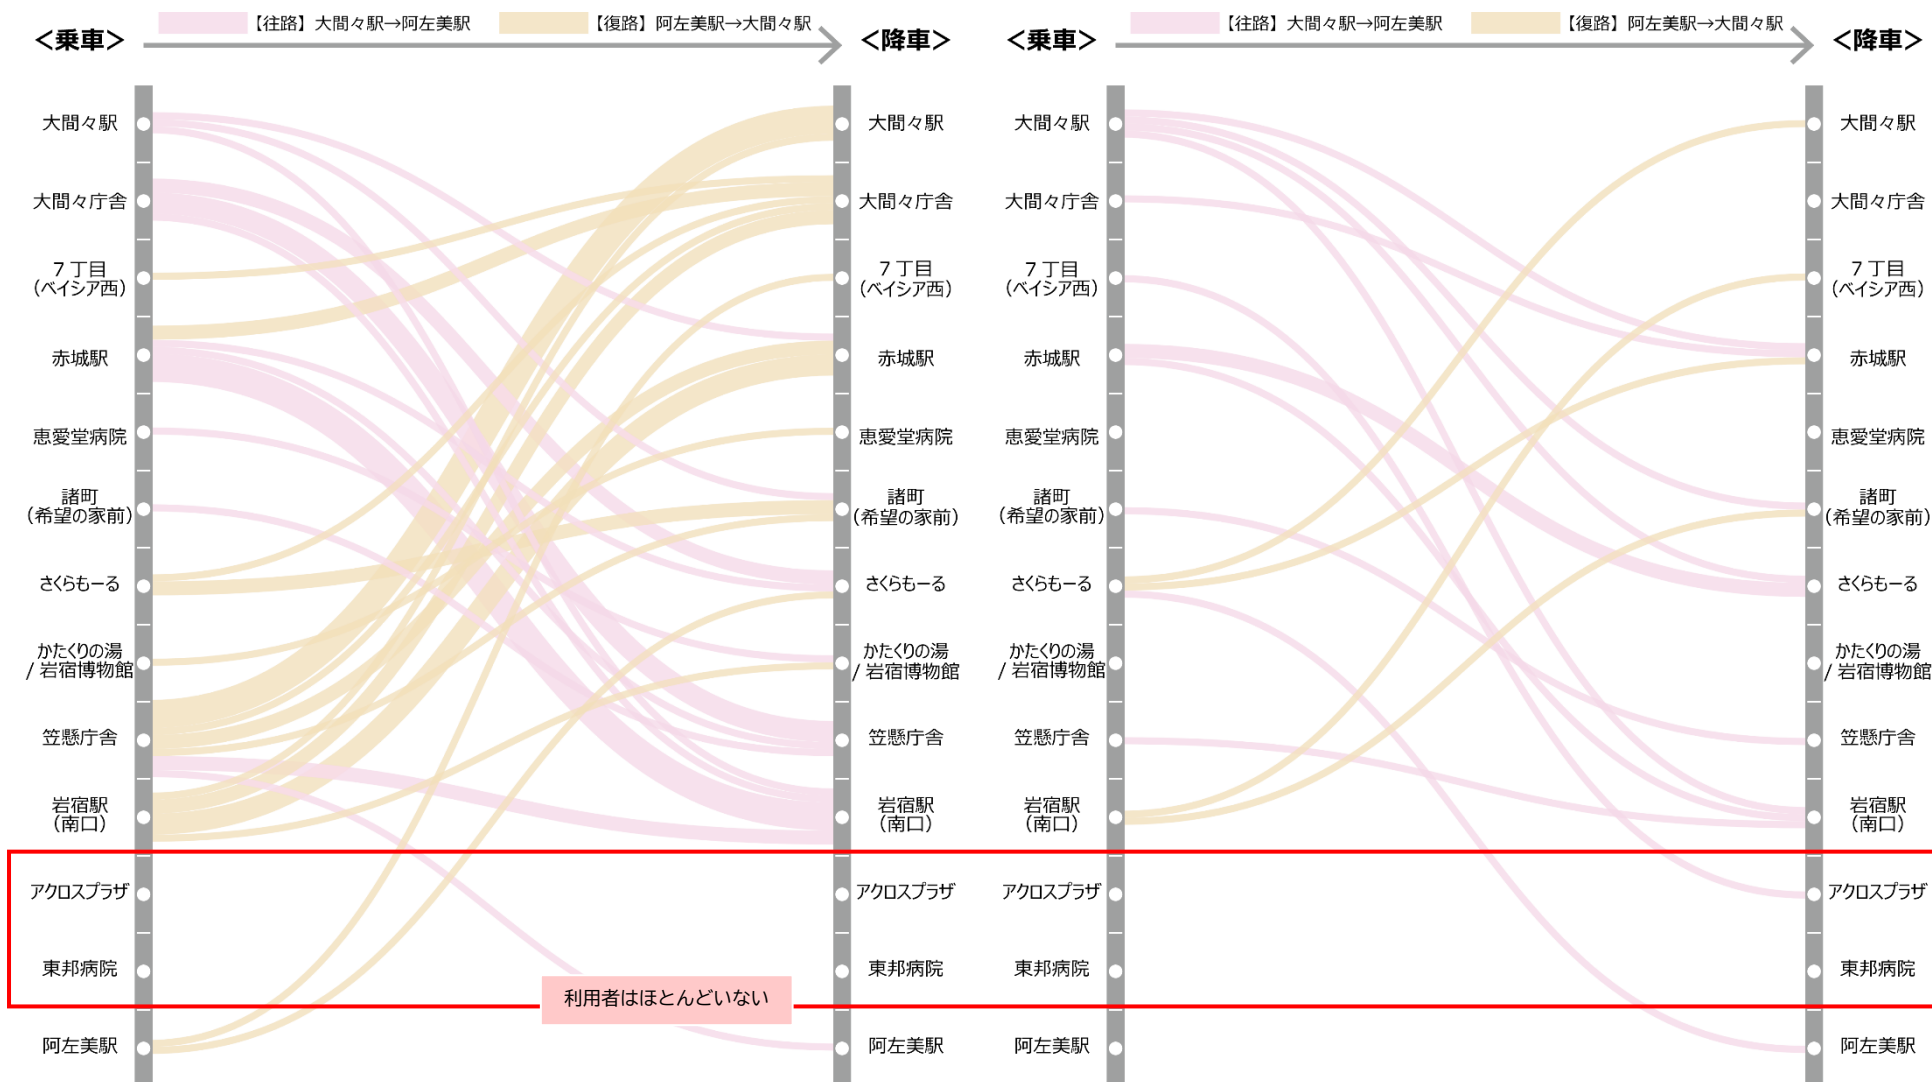 【往路】大間々駅→阿左美駅
【復路】阿左美駅→大間々駅
＜乗車＞
＜降車＞
大間々駅
大間々庁舎
７丁目
（ベイシア西）
赤城駅
恵愛堂病院
諸町
（希望の家前）
さくらもーる
かたくりの湯
/ 岩宿博物館
笠懸庁舎
岩宿駅
（南口）
アクロスプラザ
東邦病院
阿左美駅
大間々駅
大間々庁舎
７丁目
（ベイシア西）
赤城駅
恵愛堂病院
諸町
（希望の家前）
さくらもーる
かたくりの湯
/ 岩宿博物館
笠懸庁舎
岩宿駅
（南口）
アクロスプラザ
東邦病院
阿左美駅
【往路】大間々駅→阿左美駅
【復路】阿左美駅→大間々駅
＜乗車＞
＜降車＞
大間々駅
大間々庁舎
７丁目
（ベイシア西）
赤城駅
恵愛堂病院
諸町
（希望の家前）
さくらもーる
かたくりの湯
/ 岩宿博物館
笠懸庁舎
岩宿駅
（南口）
アクロスプラザ
東邦病院
阿左美駅
大間々駅
大間々庁舎
７丁目
（ベイシア西）
赤城駅
恵愛堂病院
諸町
（希望の家前）
さくらもーる
かたくりの湯
/ 岩宿博物館
笠懸庁舎
岩宿駅
（南口）
アクロスプラザ
東邦病院
阿左美駅
利用者はほとんどいない